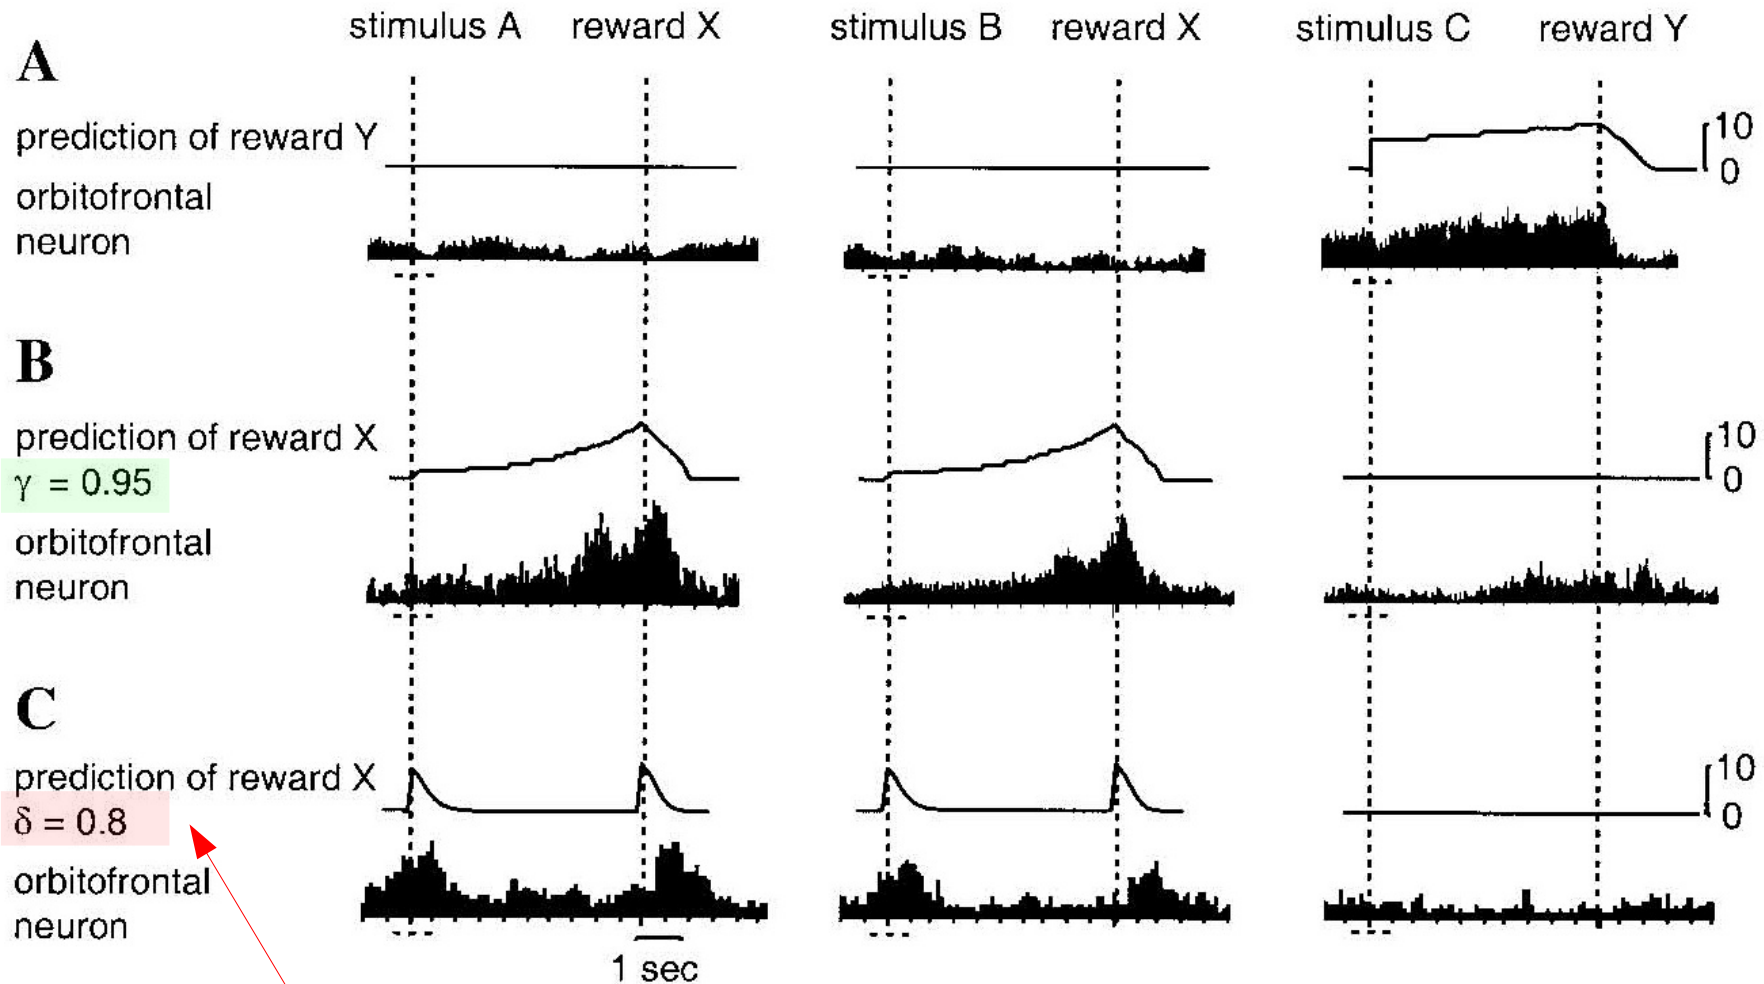 stimulus A reward X stimulus B reward X stimulus C reward Y
A
prediction of reward Y
10
0
orbitofrontal
neuron
B
prediction of reward X
10
0
γ = 0.95
orbitofrontal
neuron
C
prediction of reward X
10
0
δ = 0.8
orbitofrontal
neuron
1 sec